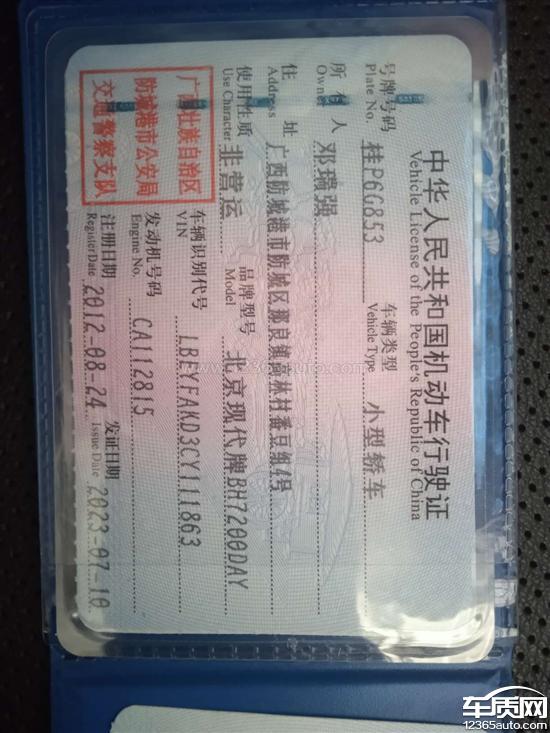 中华人民共和国机动车行驶证
Vehicle License of the People's Republic of China
号牌号码 桂P6G853 车辆类型 小型轿车
Plate No. Vehicle Type
所有人 邓瑞强
Owner
住 址 广西防城港市防城区那良镇高林村番豆组4号
Address
使用性质 非营运 品牌型号 北京现代牌BH7200DAY
Use Character Model
广西壮族自治区
防城港市公安局
交通警察支队
车辆识别代号 LBEYFAKD3CY111863
VIN
发动机号码 CA112815
Engine No.
注册日期 2012-08-24 发证日期 2023-07-10
Register Date Issue Date
www.12365auto.com
车质网
12365auto.com